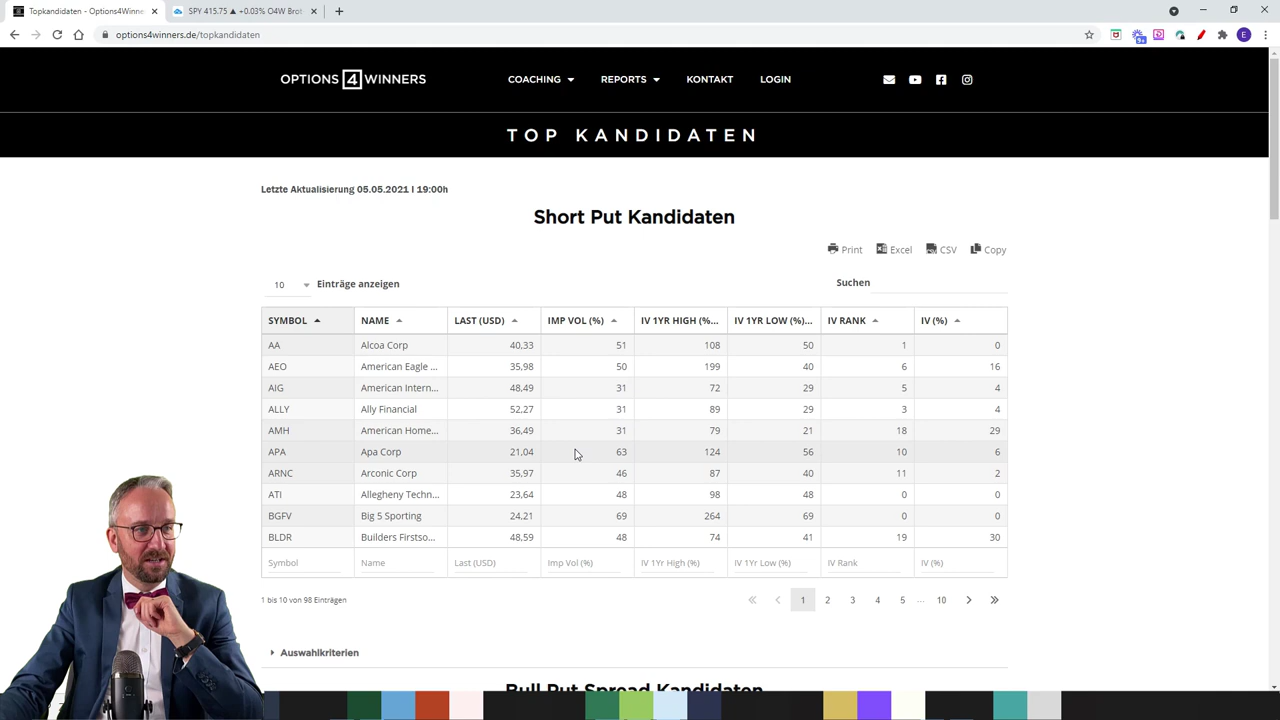 Topkandidaten - Options4Winne
SPY 415.75 ▲ +0.03% O4W Brot
options4winners.de/topkandidaten
9+
E
OPTIONS 4 WINNERS
COACHING
REPORTS
KONTAKT
LOGIN
TOP KANDIDATEN
Letzte Aktualisierung 05.05.2021 I 19:00h
Short Put Kandidaten
Print
Excel
CSV
Copy
10 Einträge anzeigen
Suchen
SYMBOL NAME LAST (USD) IMP VOL (%) IV 1YR HIGH (%... IV 1YR LOW (%)... IV RANK IV (%)
AA Alcoa Corp 40,33 51 108 50 1 0
AEO American Eagle ... 35,98 50 199 40 6 16
AIG American Intern... 48,49 31 72 29 5 4
ALLY Ally Financial 52,27 31 89 29 3 4
AMH American Home... 36,49 31 79 21 18 29
APA Apa Corp 21,04 63 124 56 10 6
ARNC Arconic Corp 35,97 46 87 40 11 2
ATI Allegheny Techn... 23,64 48 98 48 0 0
BGFV Big 5 Sporting 24,21 69 264 69 0 0
BLDR Builders Firstso... 48,59 48 74 41 19 30
Symbol Name Last (USD) Imp Vol (%) IV 1Yr High (%) IV 1Yr Low (%) IV Rank IV (%)
1 bis 10 von 98 Einträgen
1 2 3 4 5 ... 10
Auswahlkriterien
Bull Put Spread Kandidaten